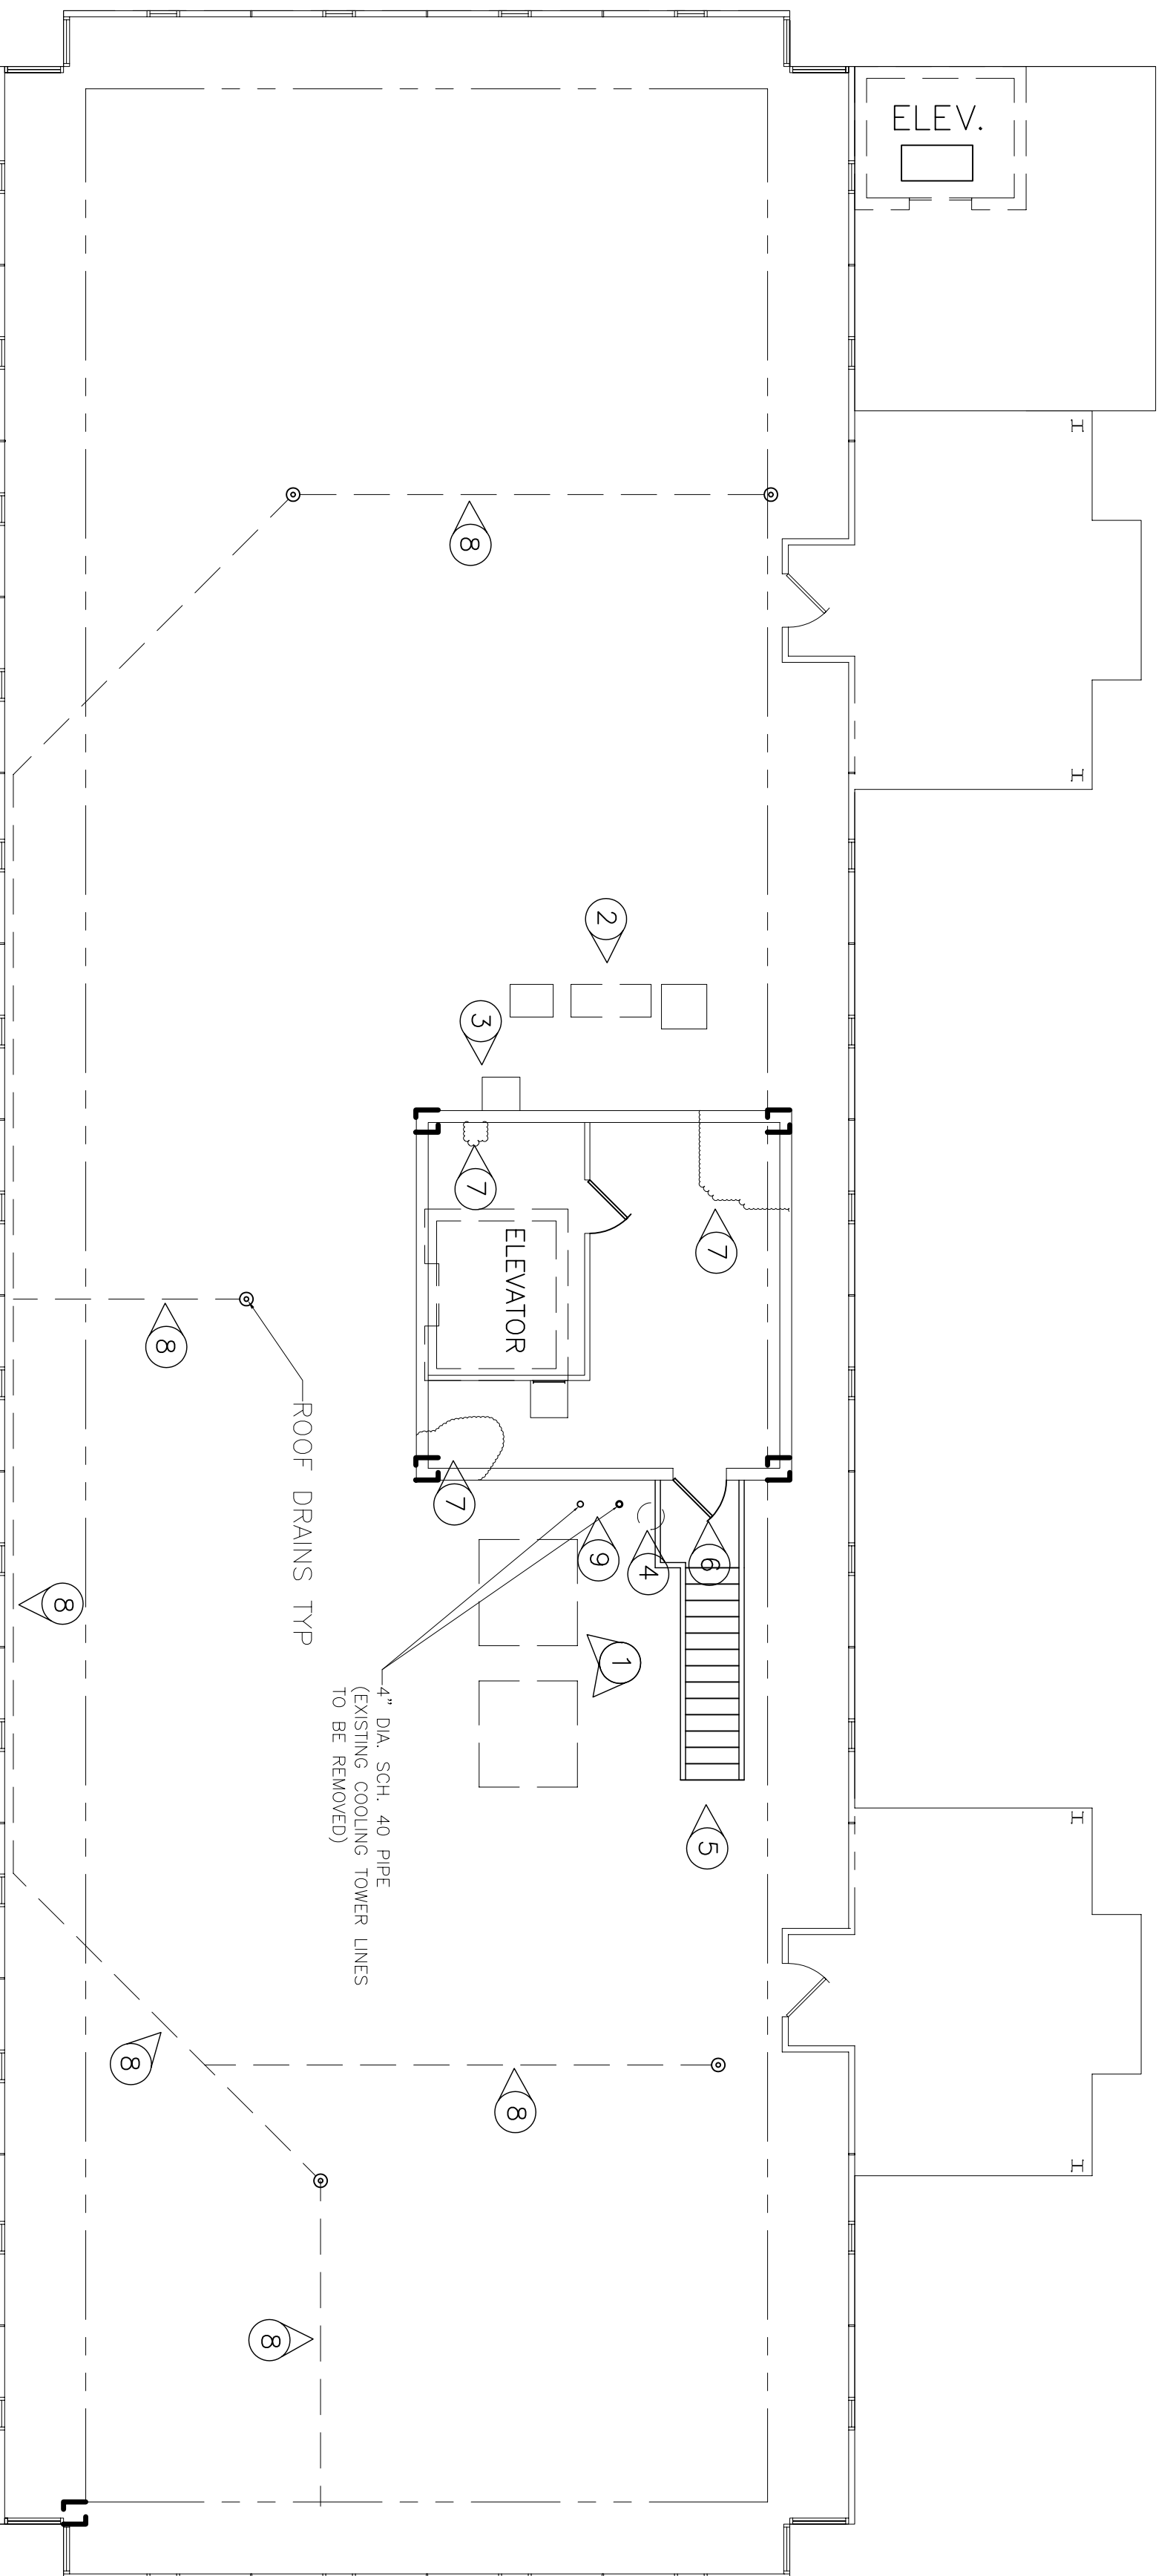 ELEV.
H
8
H
2
3
7
7
ELEVATOR
8
ROOF DRAINS TYP
7
9
4
6
8
1
4" DIA. SCH. 40 PIPE
(EXISTING COOLING TOWER LINES
TO BE REMOVED)
5
H
8
8
H
8